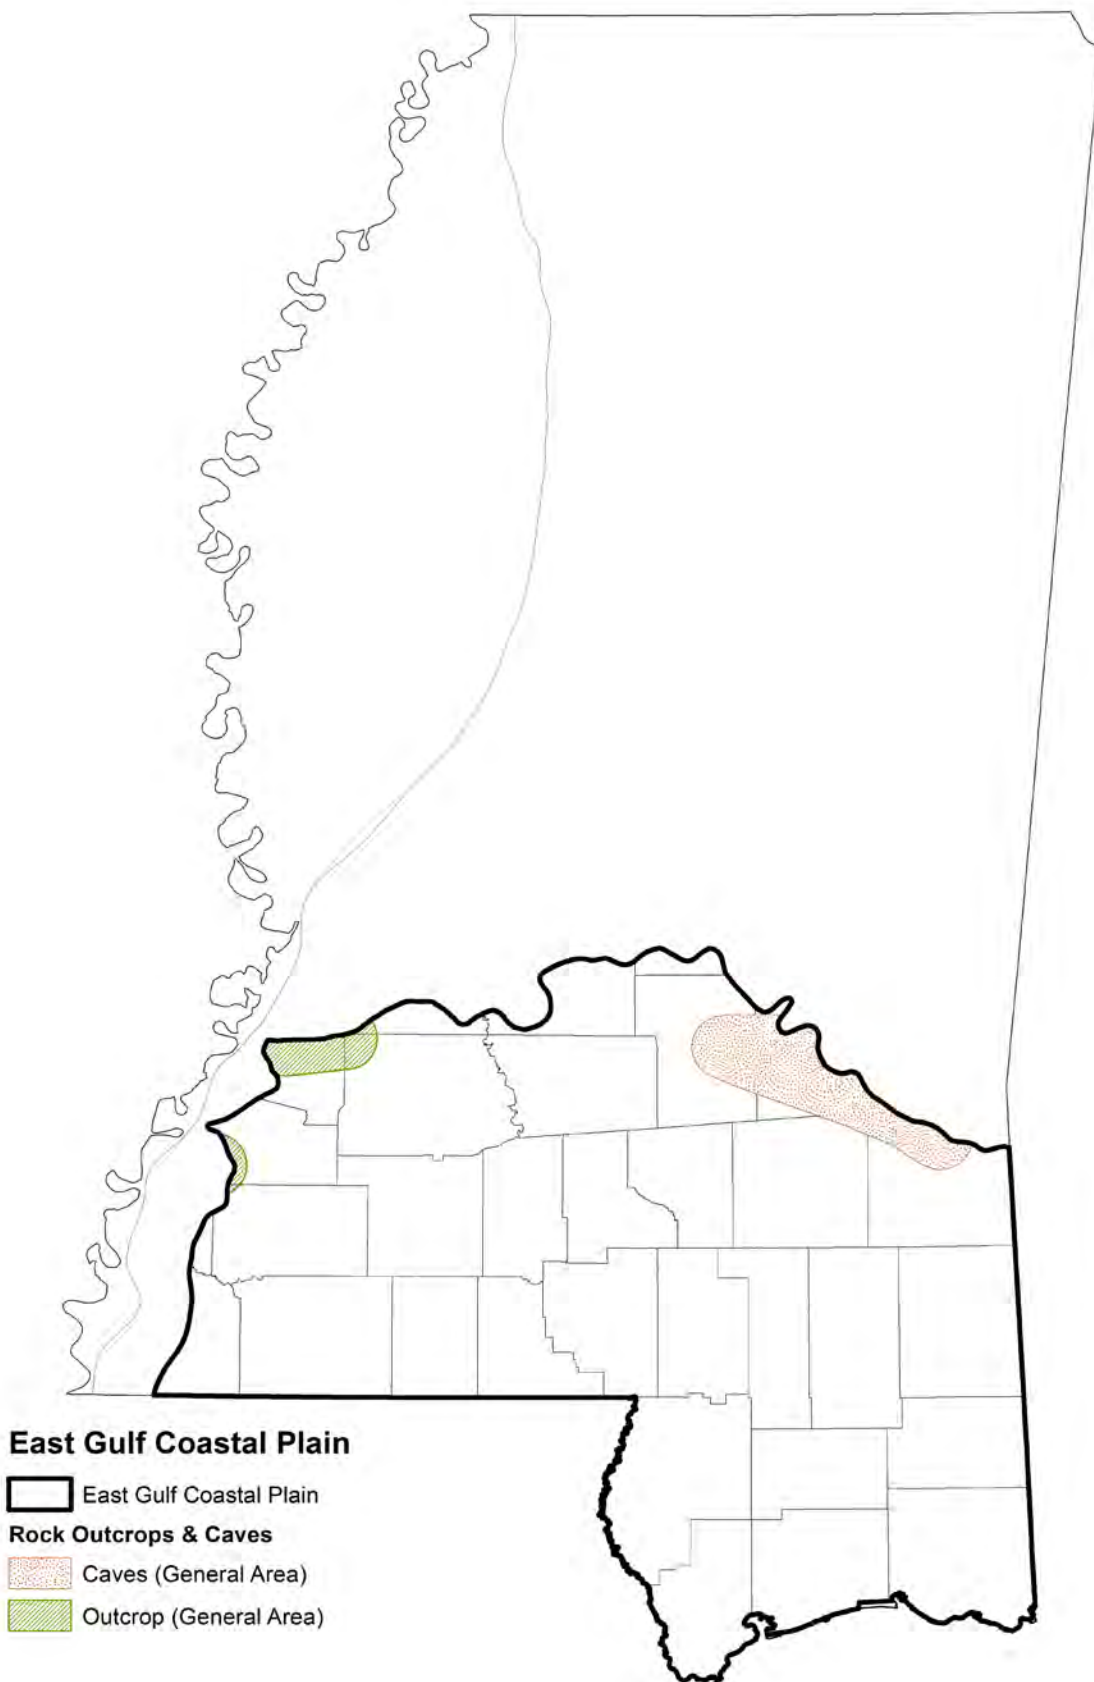 East Gulf Coastal Plain
East Gulf Coastal Plain
Rock Outcrops & Caves
Caves (General Area)
Outcrop (General Area)